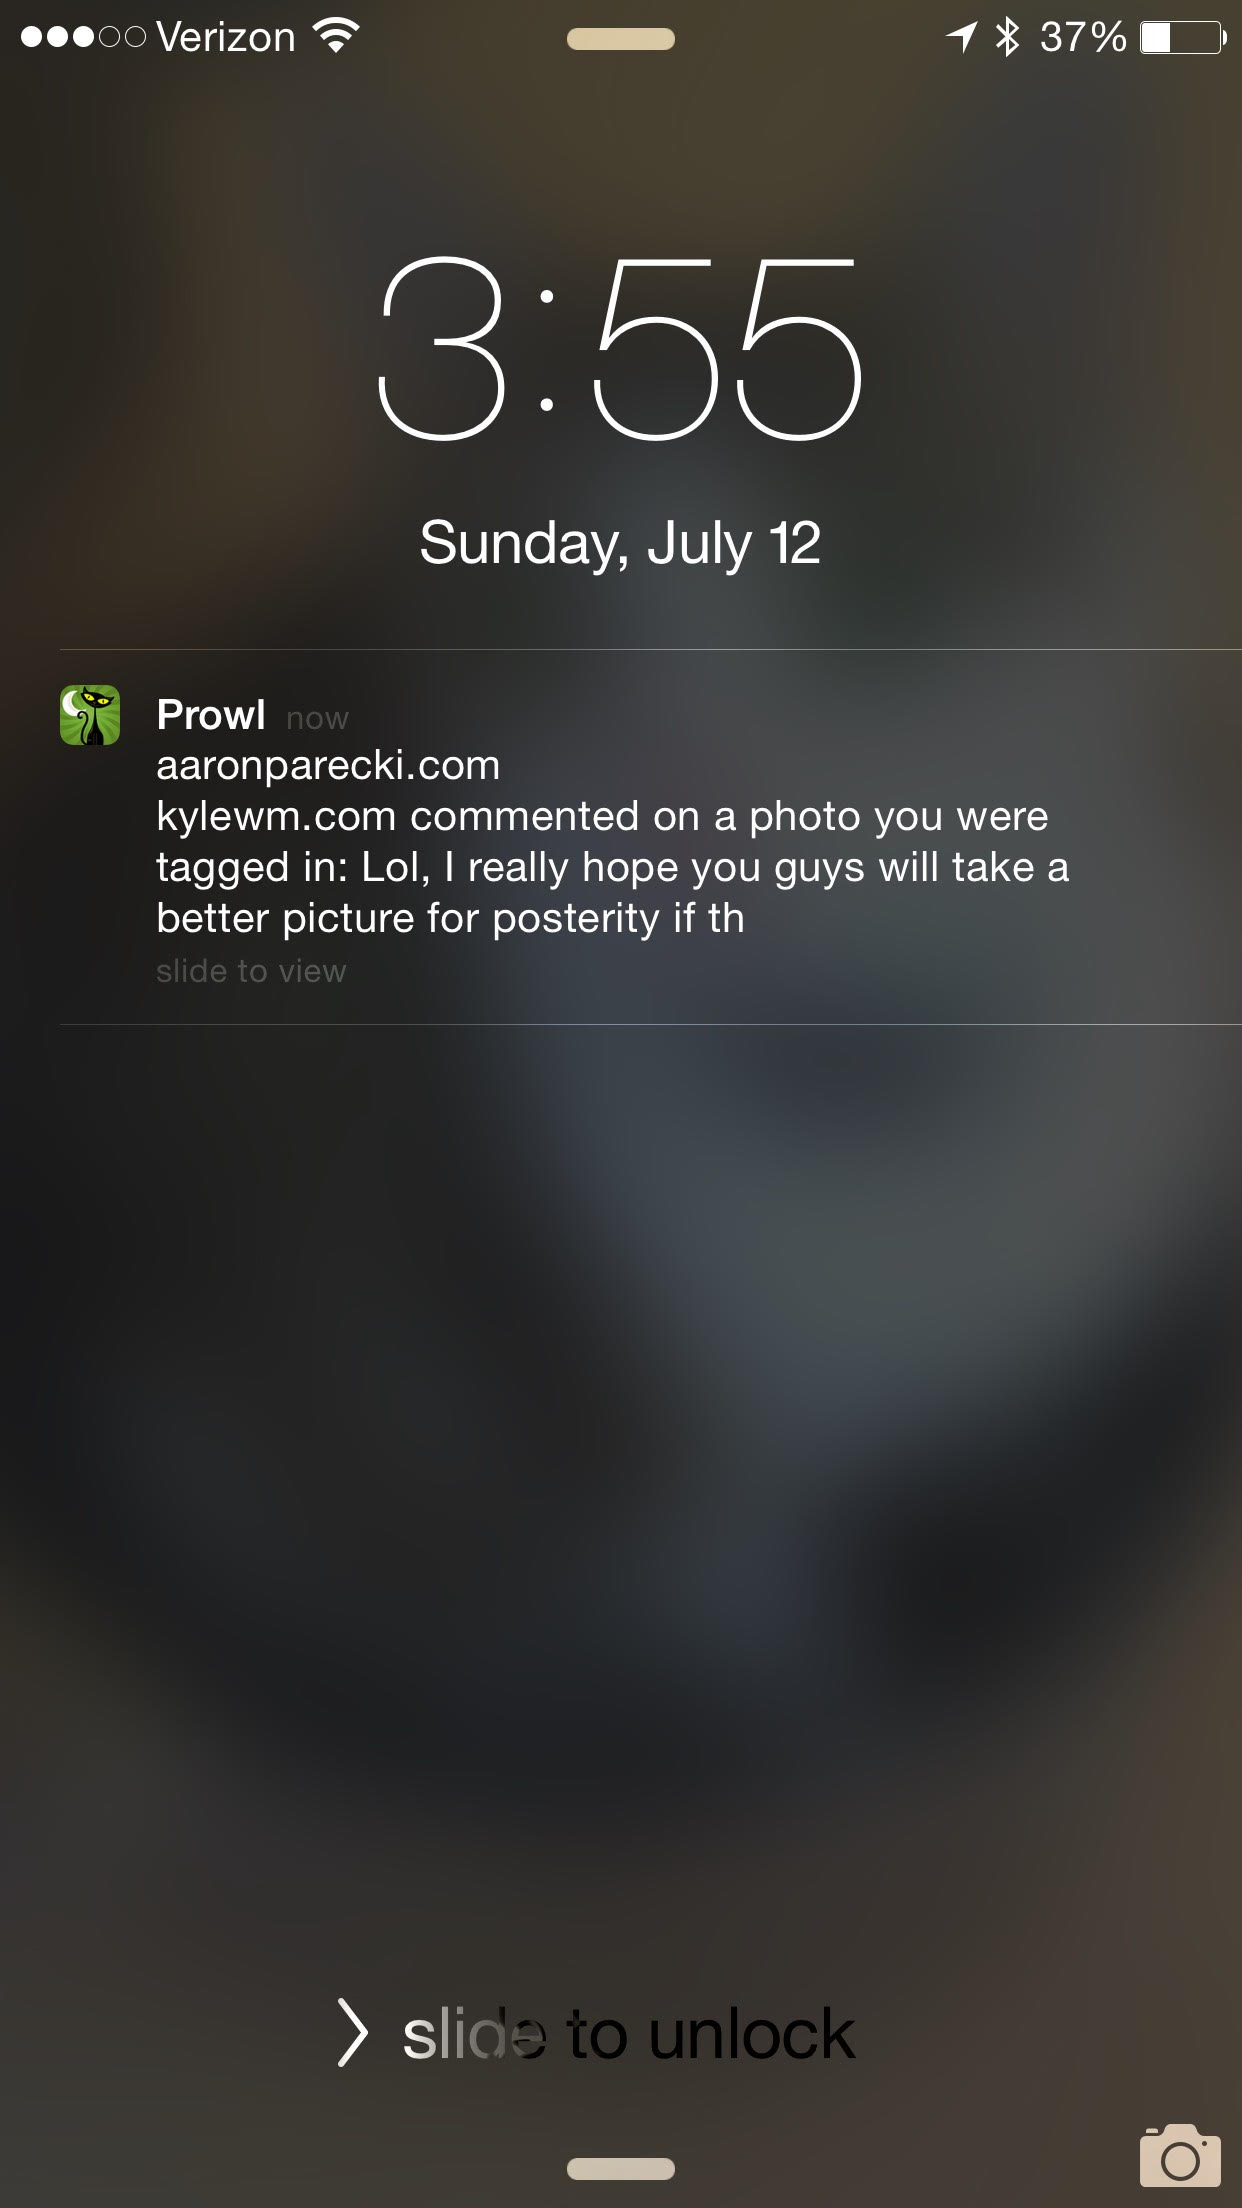 Verizon 37%
3:55
Sunday, July 12
Prowl now
aaronparecki.com
kylewm.com commented on a photo you were
tagged in: Lol, I really hope you guys will take a
better picture for posterity if th
slide to view
slide to unlock